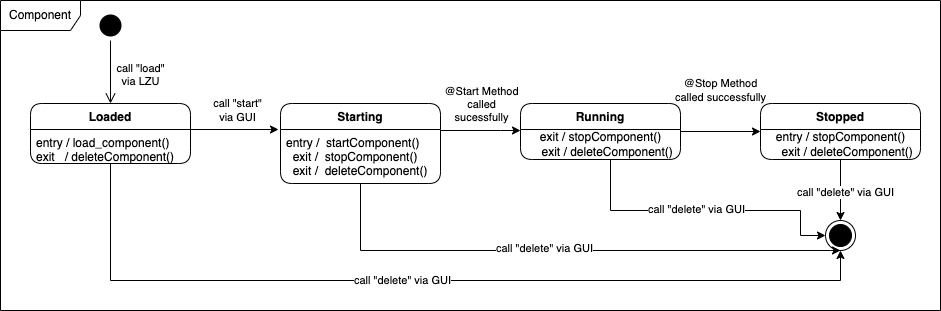 Component
call "load"
via LZU
Loaded
entry / load_component()
exit / deleteComponent()
call "start"
via GUI
Starting
entry / startComponent()
exit / stopComponent()
exit / deleteComponent()
@Start Method
called
sucessfully
Running
exit / stopComponent()
exit / deleteComponent()
@Stop Method
called successfully
Stopped
entry / stopComponent()
exit / deleteComponent()
call "delete" via GUI
call "delete" via GUI
call "delete" via GUI
call "delete" via GUI